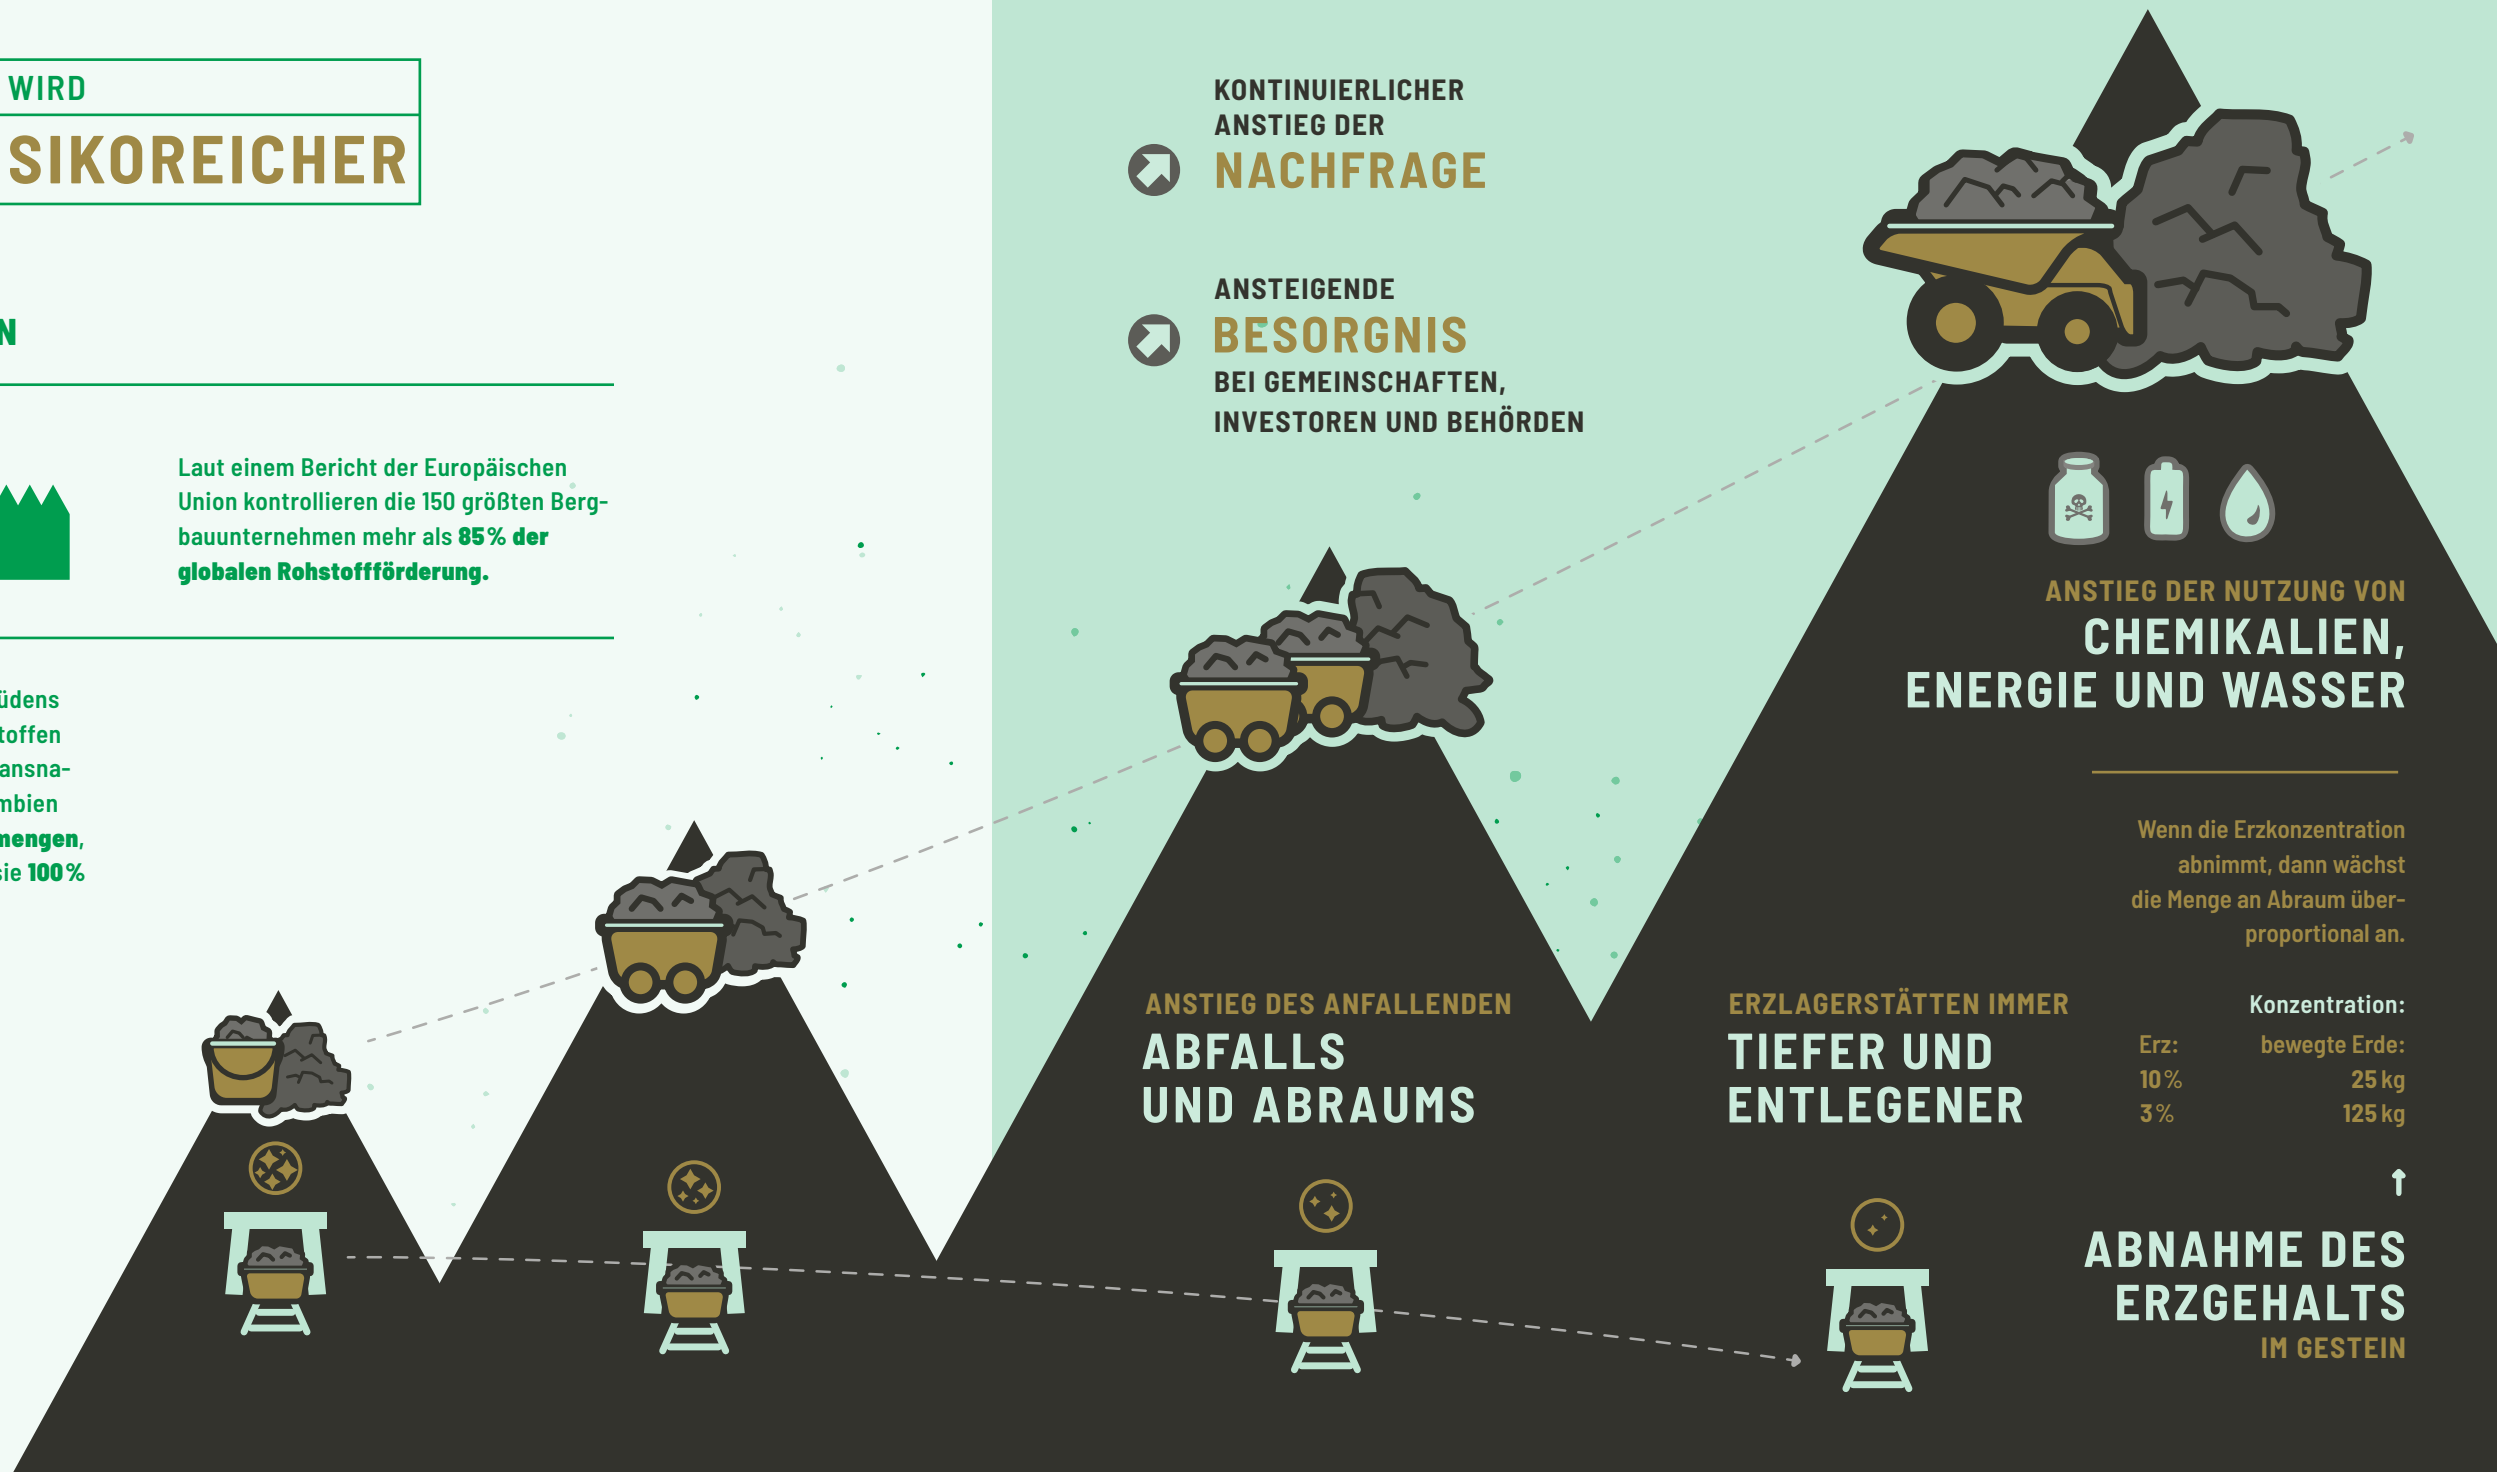 WIRD
SIKOREICHER
N
Laut einem Bericht der Europäischen
Union kontrollieren die 150 größten Berg-
bauunternehmen mehr als 85% der
globalen Rohstoffförderung.
üdens
toffen
ansna-
mbien
mengen,
sie 100%
KONTINUIERLICHER
ANSTIEG DER
NACHFRAGE
ANSTEIGENDE
BESORGNIS
BEI GEMEINSCHAFTEN,
INVESTOREN UND BEHÖRDEN
ANSTIEG DES ANFALLENDEN
ABFALLS
UND ABRAUMS
ERZLAGERSTÄTTEN IMMER
TIEFER UND
ENTLEGENER
ANSTIEG DER NUTZUNG VON
CHEMIKALIEN,
ENERGIE UND WASSER
Wenn die Erzkonzentration
abnimmt, dann wächst
die Menge an Abraum über-
proportional an.
Konzentration:
Erz: bewegte Erde:
10% 25 kg
3% 125 kg
ABNAHME DES
ERZGEHALTS
IM GESTEIN